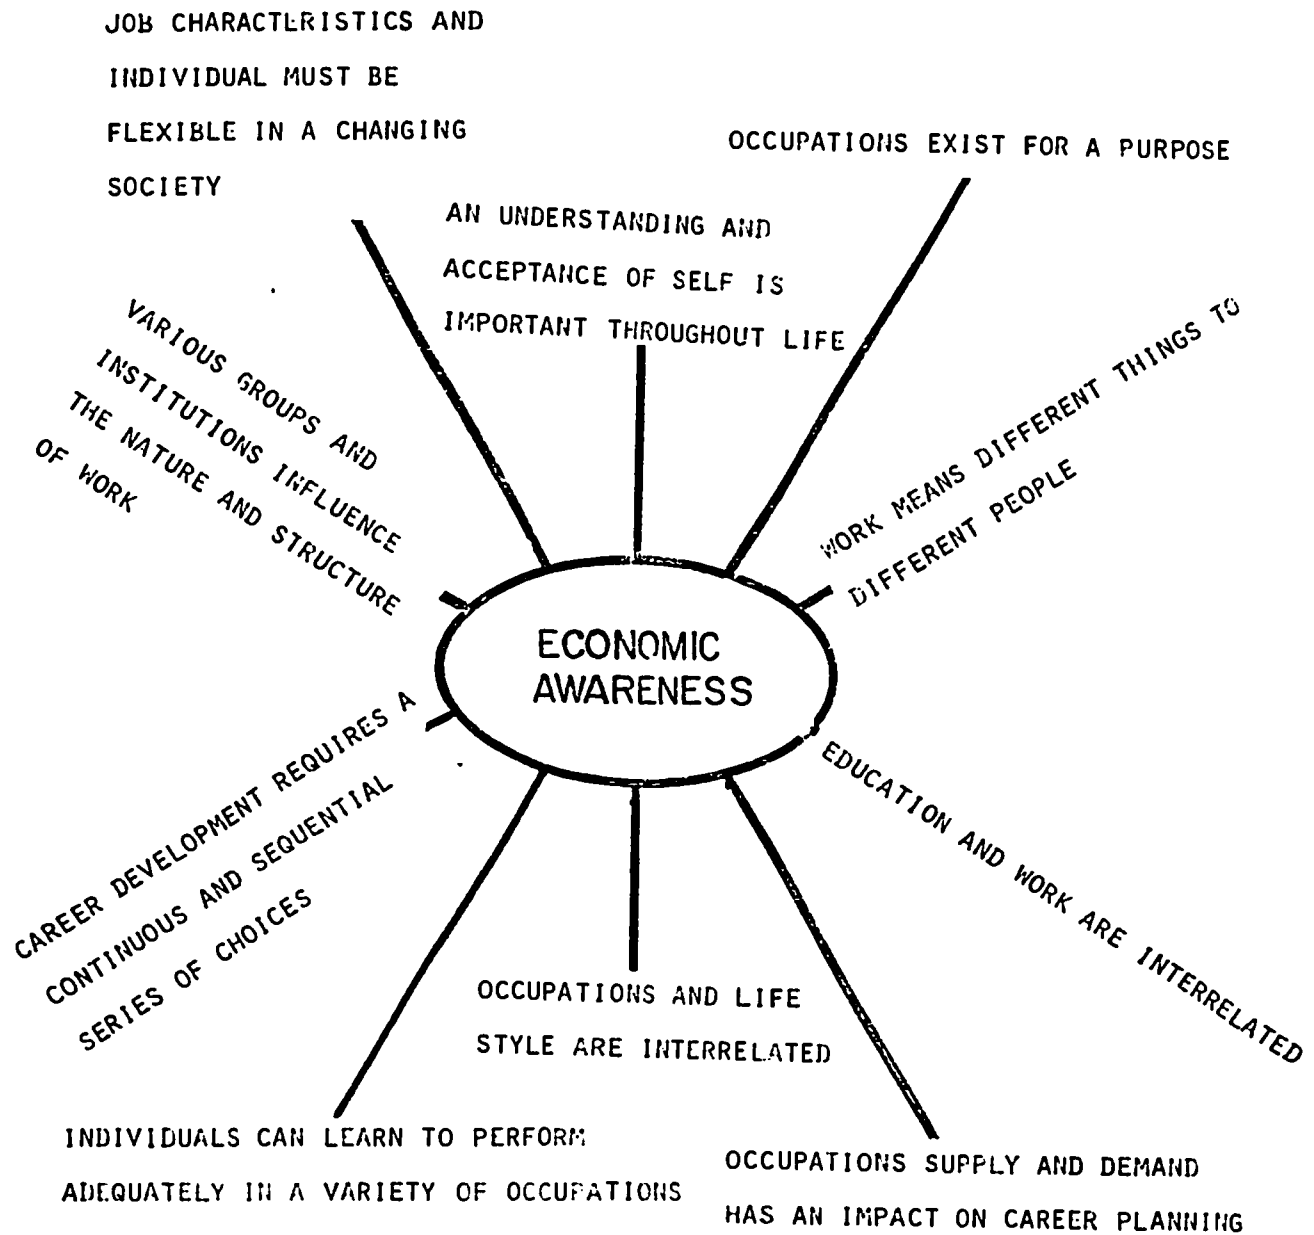 JOB CHARACTERISTICS AND
INDIVIDUAL MUST BE
FLEXIBLE IN A CHANGING
SOCIETY
OCCUPATIONS EXIST FOR A PURPOSE
AN UNDERSTANDING AND
ACCEPTANCE OF SELF IS
IMPORTANT THROUGHOUT LIFE
VARIOUS GROUPS AND
INSTITUTIONS INFLUENCE
THE NATURE AND STRUCTURE
OF WORK
WORK MEANS DIFFERENT THINGS TO
DIFFERENT PEOPLE
ECONOMIC
AWARENESS
CAREER DEVELOPMENT REQUIRES A
CONTINUOUS AND SEQUENTIAL
SERIES OF CHOICES
EDUCATION AND WORK ARE INTERRELATED
OCCUPATIONS AND LIFE
STYLE ARE INTERRELATED
INDIVIDUALS CAN LEARN TO PERFORM
ADEQUATELY IN A VARIETY OF OCCUPATIONS
OCCUPATIONS SUPPLY AND DEMAND
HAS AN IMPACT ON CAREER PLANNING